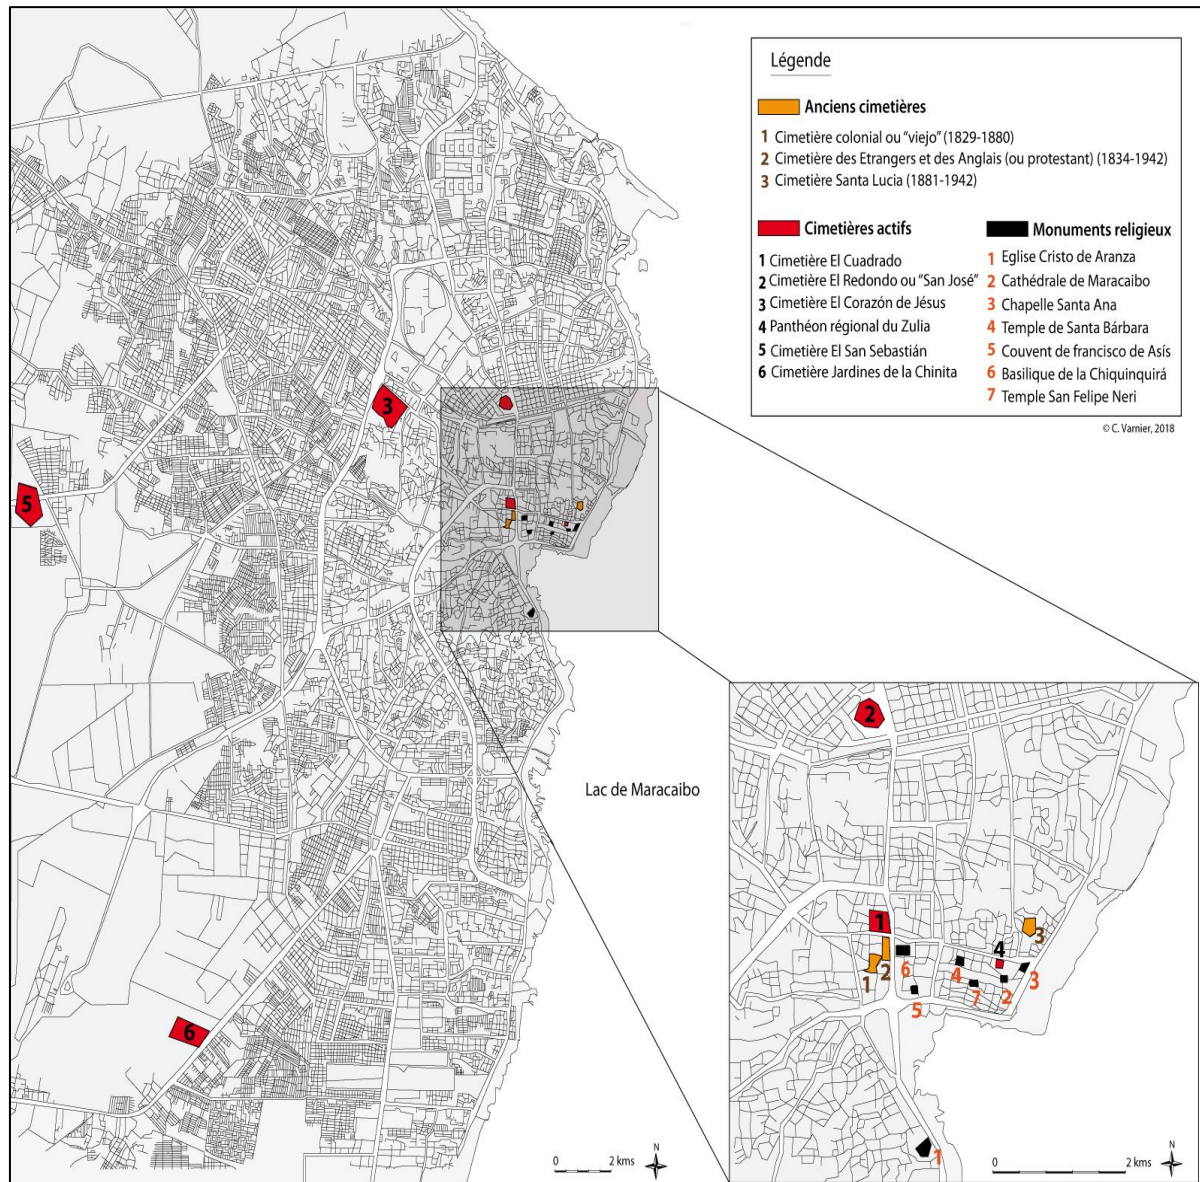 Légende
Anciens cimetières
1 Cimetière colonial ou "viejo" (1829-1880)
2 Cimetière des Etrangers et des Anglais (ou protestant) (1834-1942)
3 Cimetière Santa Lucia (1881-1942)
Cimetières actifs
1 Cimetière El Cuadrado
2 Cimetière El Redondo ou "San José"
3 Cimetière El Corazón de Jésus
4 Panthéon régional du Zulia
5 Cimetière El San Sebastián
6 Cimetière Jardines de la Chinita
Monuments religieux
1 Eglise Cristo de Aranza
2 Cathédrale de Maracaibo
3 Chapelle Santa Ana
4 Temple de Santa Bárbara
5 Couvent de francisco de Asís
6 Basilique de la Chiquinquirá
7 Temple San Felipe Neri
© C. Varnier, 2018
3
5
6
Lac de Maracaibo
N
0 2 kms
2
1
3
4
6
4
2
1
7
2
3
5
1
N
0 2 kms